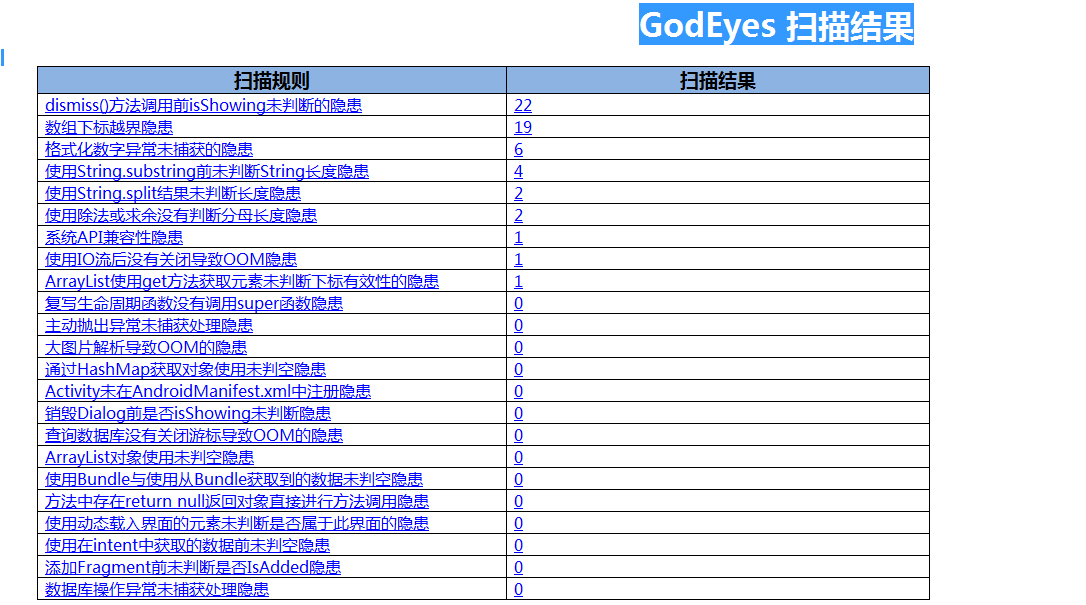 GodEyes 扫描结果
扫描规则 扫描结果
dismiss()方法调用前isShowing未判断的隐患 22
数组下标越界隐患 19
格式化数字异常未捕获的隐患 6
使用String.substring前未判断String长度隐患 4
使用String.split结果未判断长度隐患 2
使用除法或求余没有判断分母长度隐患 2
系统API兼容性隐患 1
使用IO流后没有关闭导致OOM隐患 1
ArrayList使用get方法获取元素未判断下标有效性的隐患 1
复写生命周期函数没有调用super函数隐患 0
主动抛出异常未捕获处理隐患 0
大图片解析导致OOM的隐患 0
通过HashMap获取对象使用未判空隐患 0
Activity未在AndroidManifest.xml中注册隐患 0
销毁Dialog前是否isShowing未判断隐患 0
查询数据库没有关闭游标导致OOM的隐患 0
ArrayList对象使用未判空隐患 0
使用Bundle与使用从Bundle获取到的数据未判空隐患 0
方法中存在return null返回对象直接进行方法调用隐患 0
使用动态载入界面的元素未判断是否属于此界面的隐患 0
使用在intent中获取的数据前未判空隐患 0
添加Fragment前未判断是否IsAdded隐患 0
数据库操作异常未捕获处理隐患 0